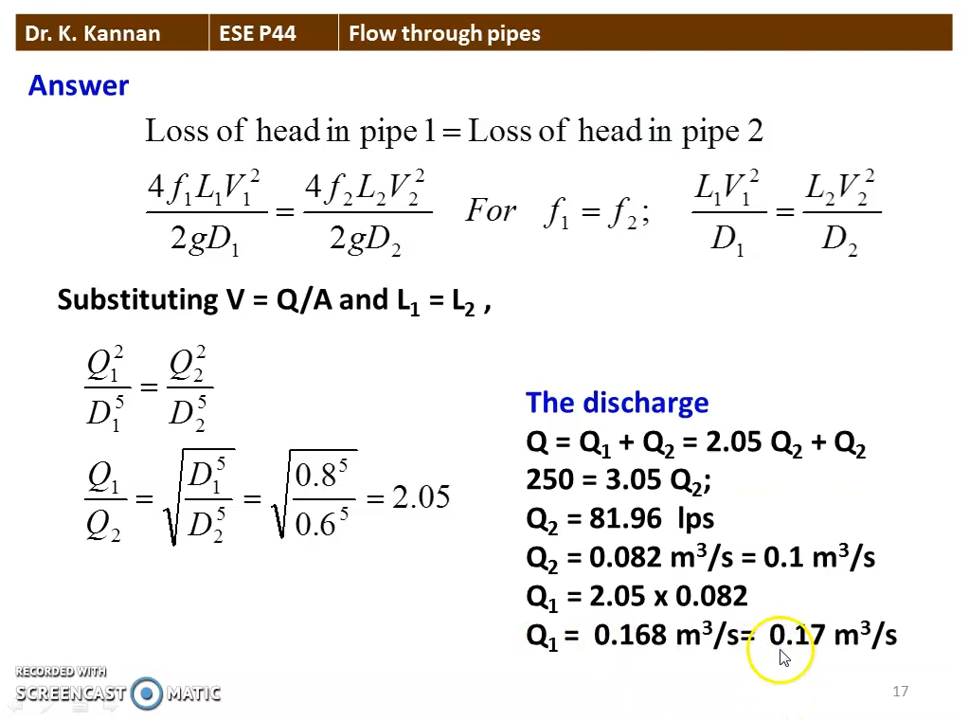 Dr. K. Kannan ESE P44 Flow through pipes
Answer
Loss of head in pipe 1 = Loss of head in pipe 2
4f₁L₁V₁²/2gD₁ = 4f₂L₂V₂²/2gD₂ For f₁ = f₂; L₁V₁²/D₁ = L₂V₂²/D₂
Substituting V = Q/A and L₁ = L₂ ,
Q₁²/D₁⁵ = Q₂²/D₂⁵
Q₁/Q₂ = √(D₁⁵/D₂⁵) = √(0.8⁵/0.6⁵) = 2.05
The discharge
Q = Q₁ + Q₂ = 2.05 Q₂ + Q₂
250 = 3.05 Q₂;
Q₂ = 81.96 lps
Q₂ = 0.082 m³/s = 0.1 m³/s
Q₁ = 2.05 x 0.082
Q₁ = 0.168 m³/s= 0.17 m³/s
RECORDED WITH
SCREENCAST MATIC
17